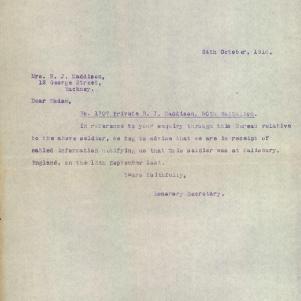 24th October, 1916.
Mrs. R. J. Maddison,
12 George Street,
Hackney.
Dear Madam,
No. 1707 Private R. J. Maddison, 50th Battalion.
In reference to your enquiry through this Bureau relative
to the above soldier, we beg to advise that we are in receipt of
cabled information notifying us that this soldier was at Salisbury,
England, on the 12th September last.
Yours faithfully,
Honorary Secretary.